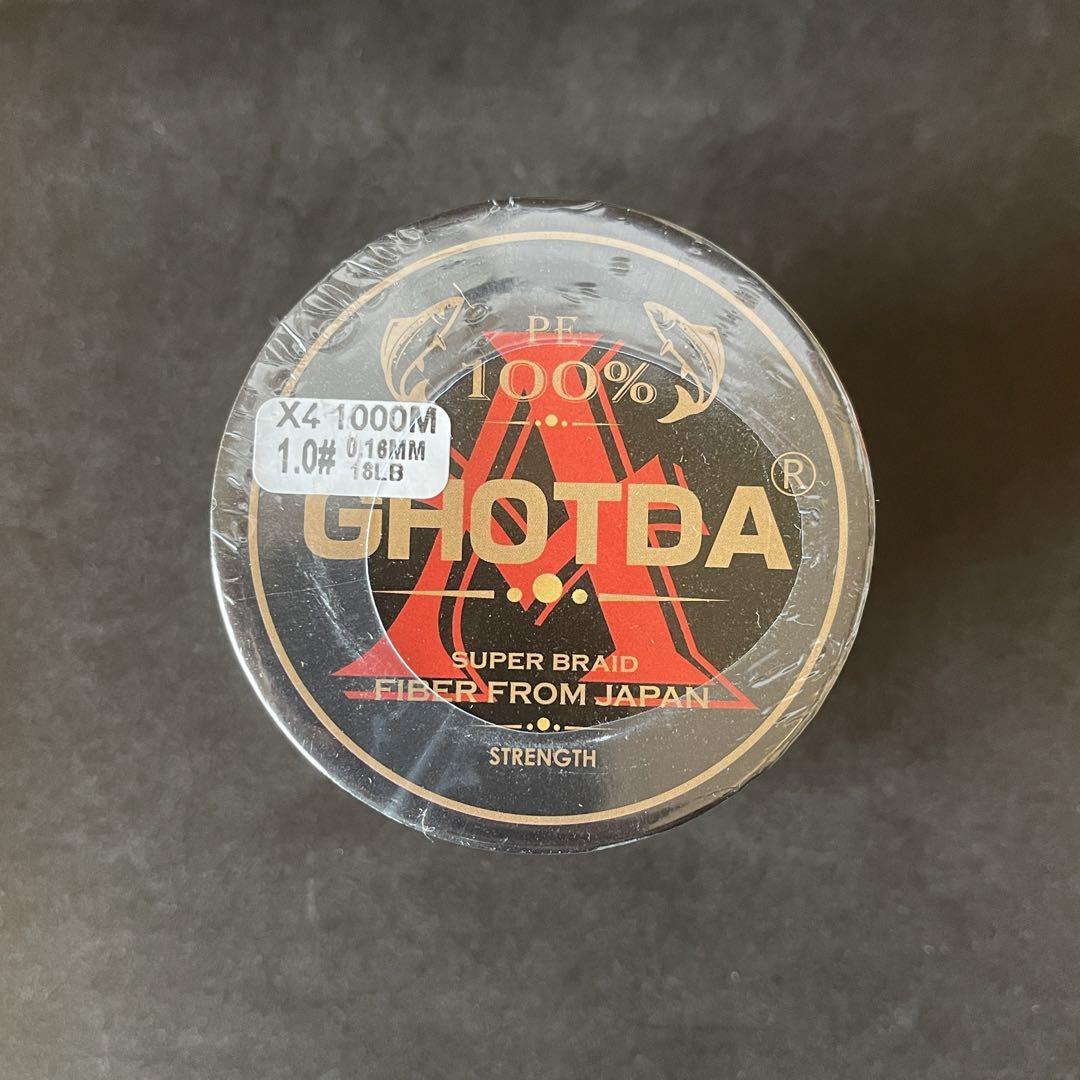 PE
100%
X4 1000M
1.0# 0.16MM
18LB
GHOTDA®
SUPER BRAID
FIBER FROM JAPAN
STRENGTH